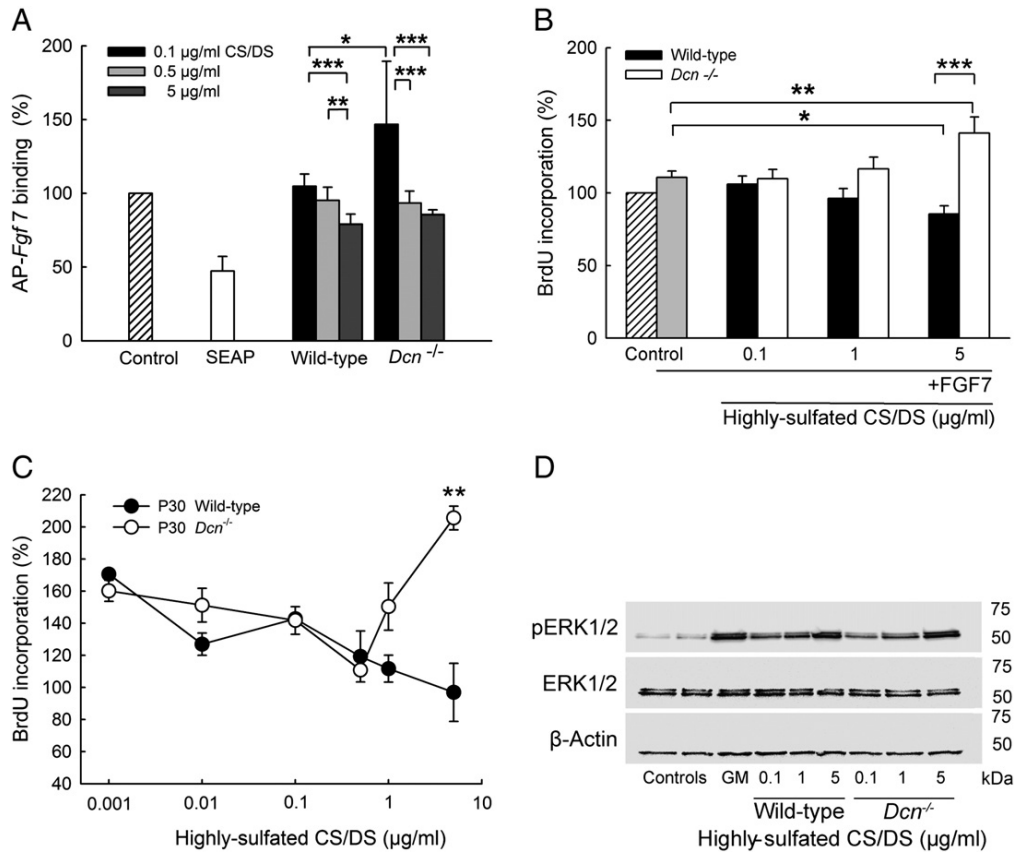 A
AP-Fgf 7 binding (%)
200
150
100
50
0
0.1 µg/ml CS/DS
0.5 µg/ml
5 µg/ml
*
***
**
***
***
Control
SEAP
Wild-type
Dcn -/-
B
BrdU incorporation (%)
200
150
100
50
0
Wild-type
Dcn -/-
***
**
*
Control
0.1
1
5
+FGF7
Highly-sulfated CS/DS (µg/ml)
C
BrdU incorporation (%)
220
200
180
160
140
120
100
80
60
40
P30 Wild-type
P30 Dcn-/-
**
0.001
0.01
0.1
1
10
Highly-sulfated CS/DS (µg/ml)
D
pERK1/2
75
50
ERK1/2
75
50
β-Actin
75
50
Controls GM 0.1 1 5 0.1 1 5 kDa
Wild-type Dcn-/-
Highly-sulfated CS/DS (µg/ml)